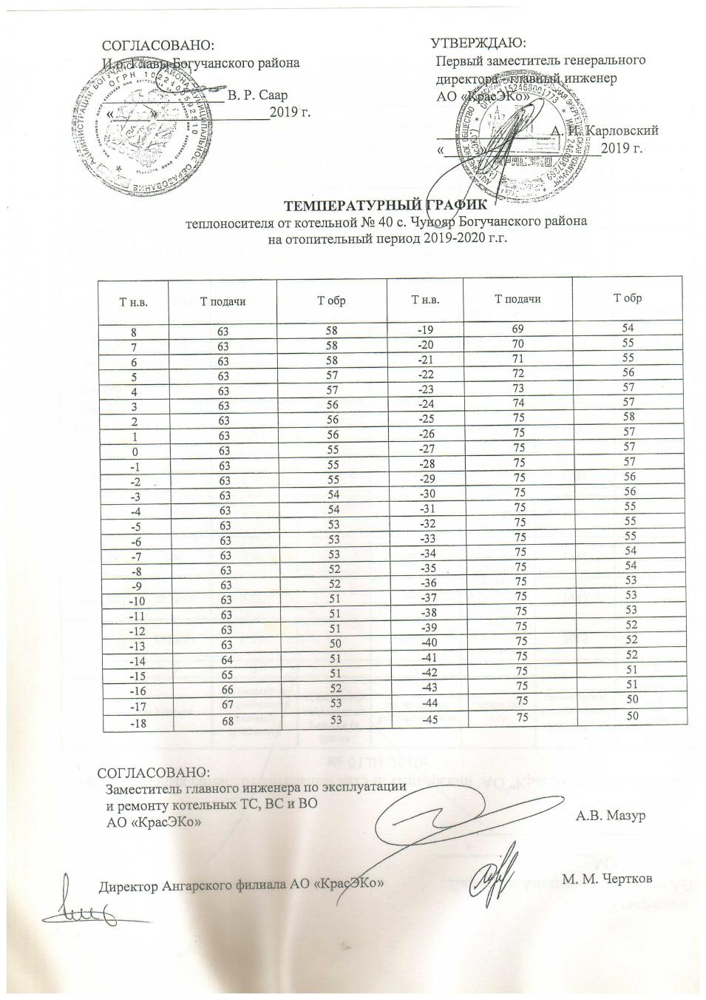 СОГЛАСОВАНО:
И.о. Главы Богучанского района
В. Р. Саар
« » 2019 г.
УТВЕРЖДАЮ:
Первый заместитель генерального
директора - главный инженер
АО «КрасЭКо»
А. И. Карловский
« » 2019 г.
ТЕМПЕРАТУРНЫЙ ГРАФИК
теплоносителя от котельной № 40 с. Чунояр Богучанского района
на отопительный период 2019-2020 г.г.
Т н.в. Т подачи Т обр Т н.в. Т подачи Т обр
8 63 58 -19 69 54
7 63 58 -20 70 55
6 63 58 -21 71 55
5 63 57 -22 72 56
4 63 57 -23 73 57
3 63 56 -24 74 57
2 63 56 -25 75 58
1 63 56 -26 75 57
0 63 55 -27 75 57
-1 63 55 -28 75 57
-2 63 55 -29 75 56
-3 63 54 -30 75 56
-4 63 54 -31 75 55
-5 63 53 -32 75 55
-6 63 53 -33 75 55
-7 63 53 -34 75 54
-8 63 52 -35 75 54
-9 63 52 -36 75 53
-10 63 51 -37 75 53
-11 63 51 -38 75 53
-12 63 51 -39 75 52
-13 63 50 -40 75 52
-14 64 51 -41 75 52
-15 65 51 -42 75 51
-16 66 52 -43 75 51
-17 67 53 -44 75 50
-18 68 53 -45 75 50
СОГЛАСОВАНО:
Заместитель главного инженера по эксплуатации
и ремонту котельных ТС, ВС и ВО
АО «КрасЭКо»
А.В. Мазур
Директор Ангарского филиала АО «КрасЭКо»
М. М. Чертков